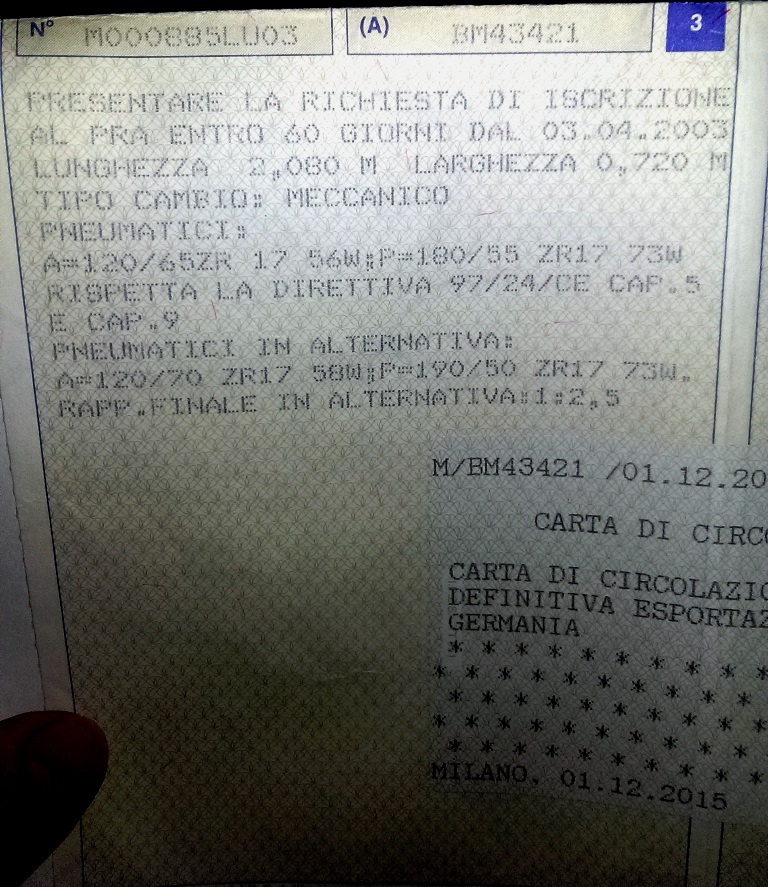 N° M000885LU03 (A) BM43421 3
PRESENTARE LA RICHIESTA DI ISCRIZIONE
AL PRA ENTRO 60 GIORNI DAL 03.04.2003
LUNGHEZZA 2,080 M LARGHEZZA 0,720 M
TIPO CAMBIO: MECCANICO
PNEUMATICI:
A=120/65ZR 17 56W;P=180/55 ZR17 73W
RISPETTA LA DIRETTIVA 97/24/CE CAP.5
E CAP.9
PNEUMATICI IN ALTERNATIVA:
A=120/70 ZR17 58W;P=190/50 ZR17 73W.
RAPP.FINALE IN ALTERNATIVA:1:2,5
M/BM43421 /01.12.20
CARTA DI CIRCO
CARTA DI CIRCOLAZIO
DEFINITIVA ESPORTAZ
GERMANIA
* * * * * * * * * *
* * * * * * * * *
* * * * * * * * *
* * * * * * * * *
* * * * * * * * *
MILANO, 01.12.2015